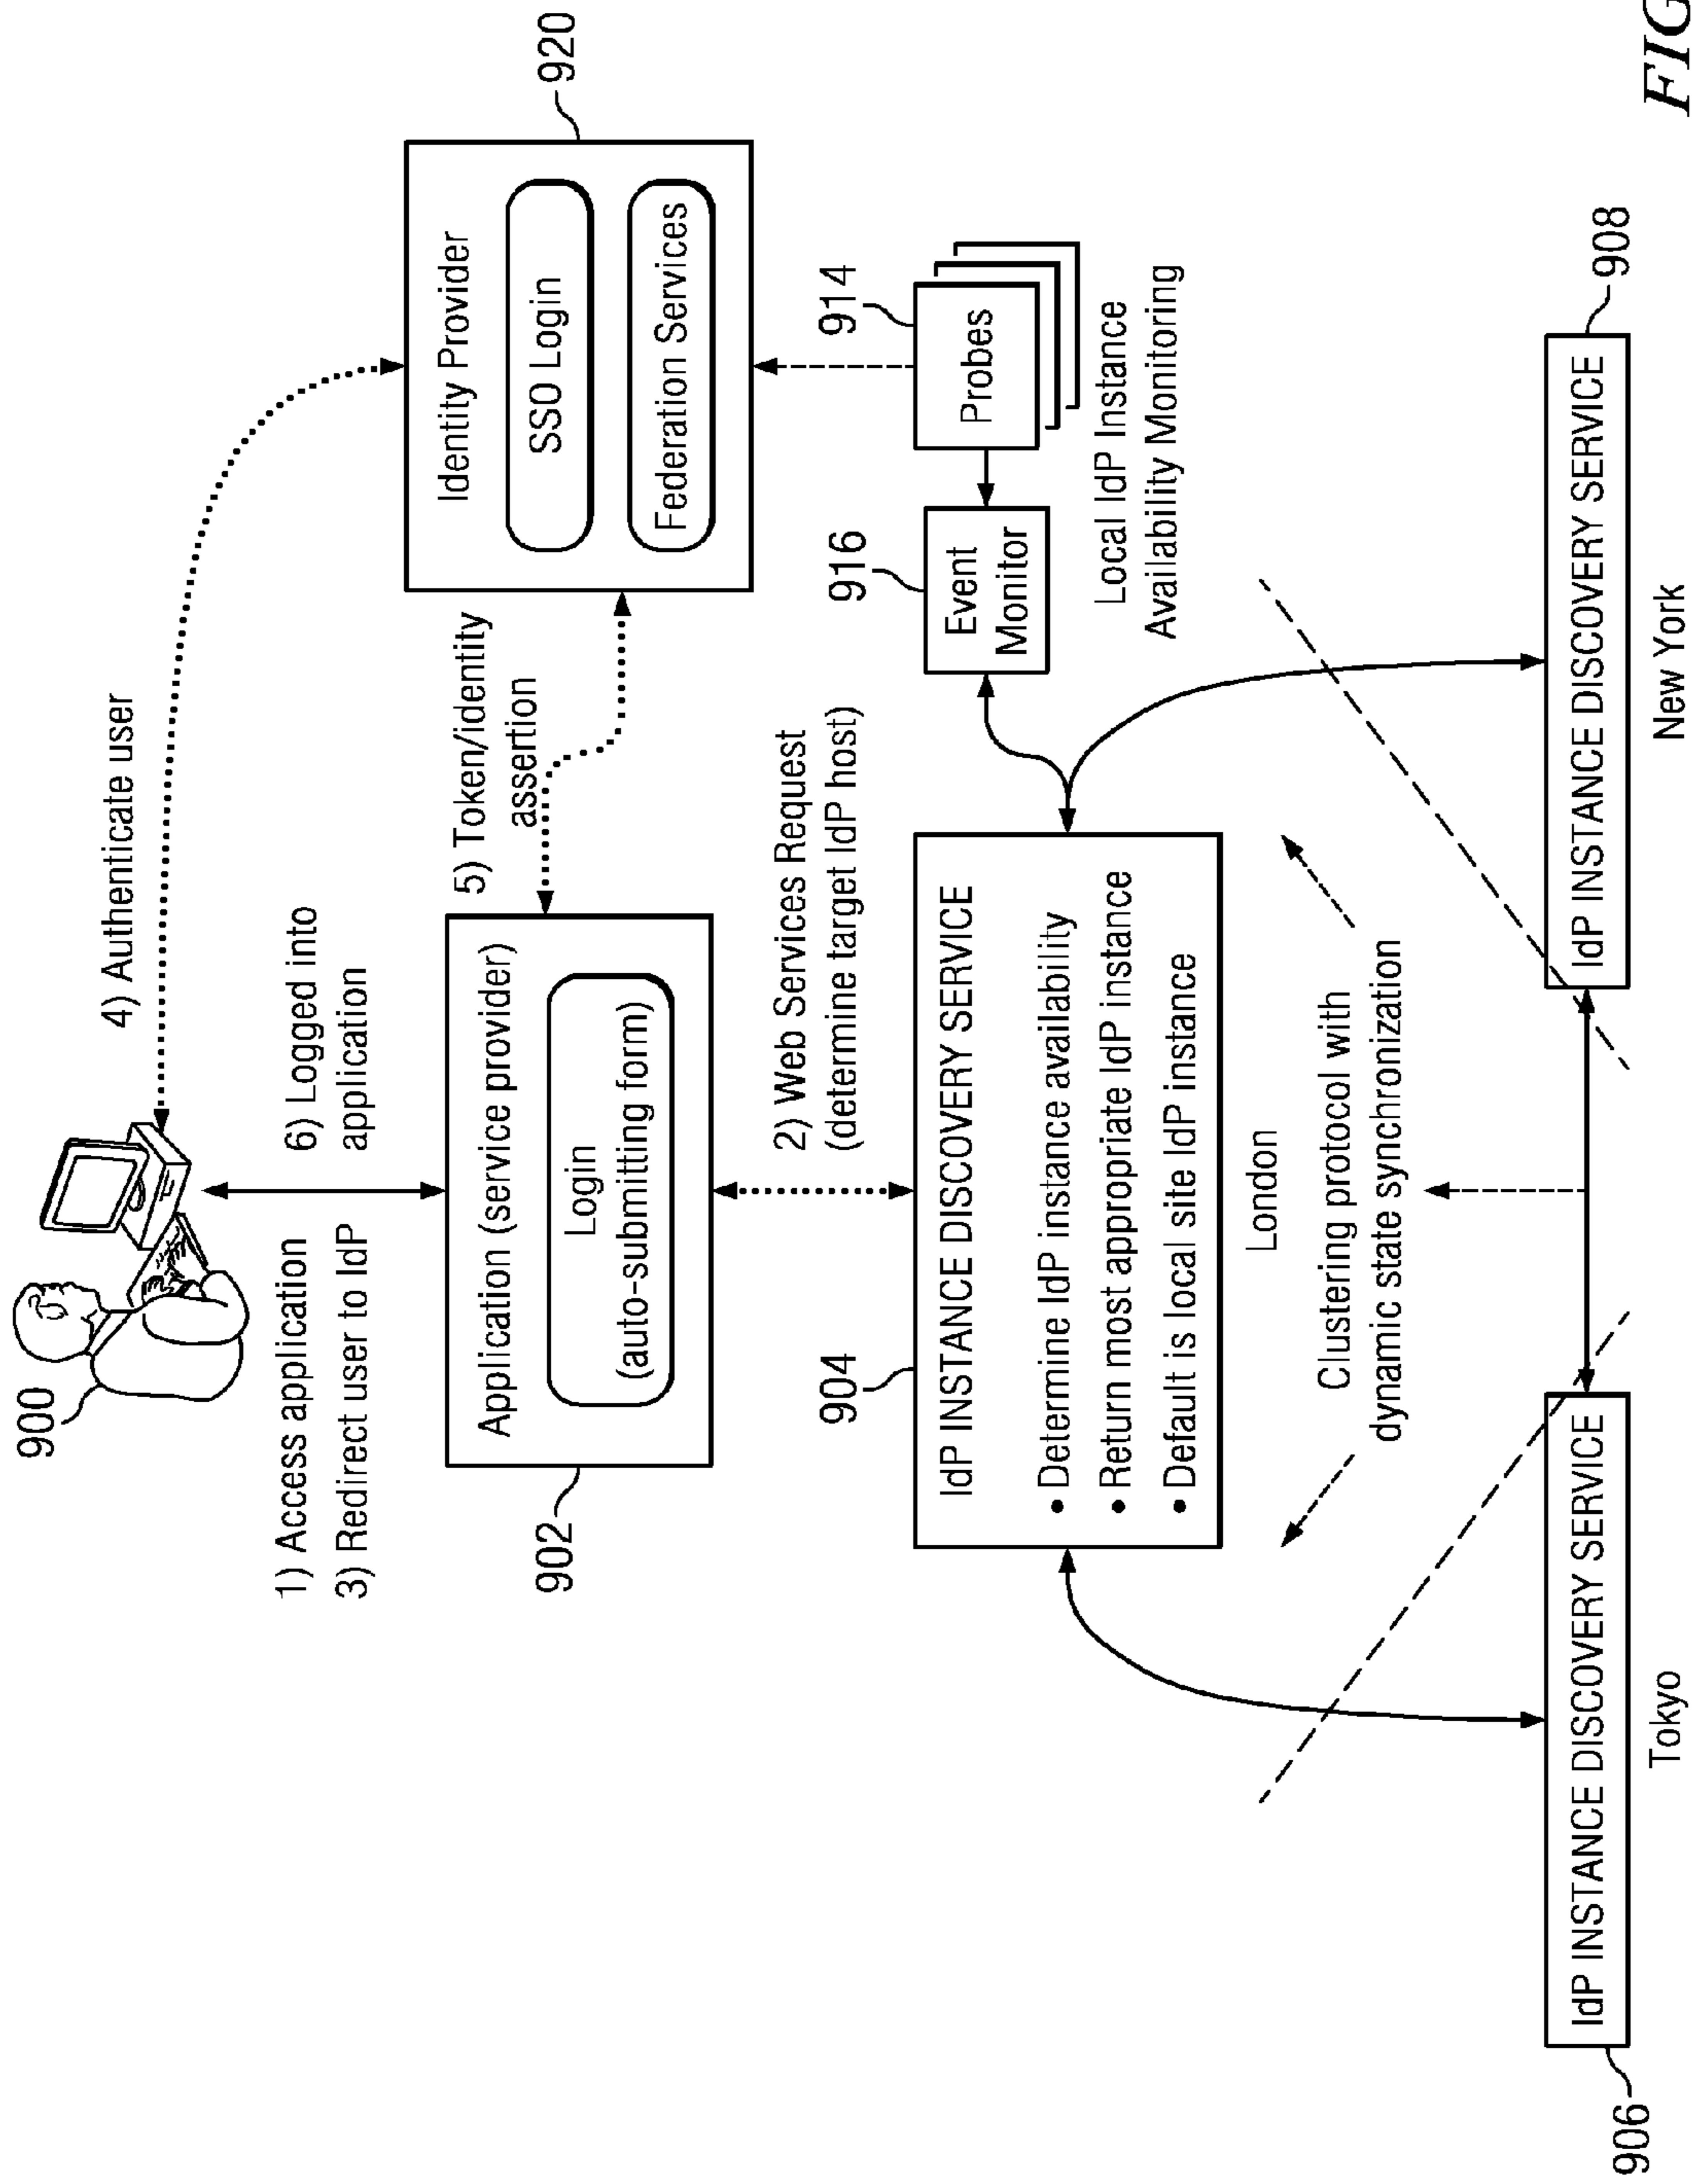 900
4) Authenticate user
1) Access application
3) Redirect user to IdP
6) Logged into
application
920
Identity Provider
SSO Login
Federation Services
Application (service provider)
Login
(auto-submitting form)
902
5) Token/identity
assertion
2) Web Services Request
(determine target IdP host)
904
IdP INSTANCE DISCOVERY SERVICE
• Determine IdP instance availability
• Return most appropriate IdP instance
• Default is local site IdP instance
London
916
Event
Monitor
914
Probes
Local IdP Instance
Availability Monitoring
Clustering protocol with
dynamic state synchronization
906
IdP INSTANCE DISCOVERY SERVICE
Tokyo
908
IdP INSTANCE DISCOVERY SERVICE
New York